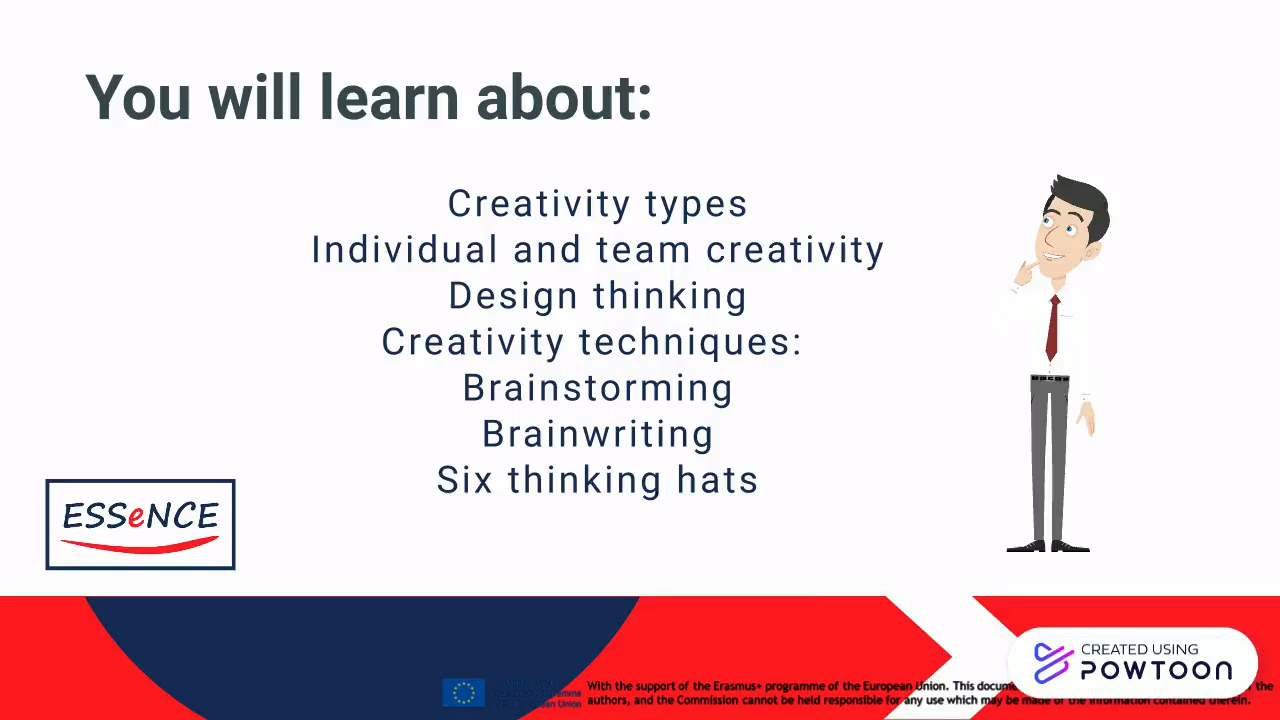 You will learn about:
Creativity types
Individual and team creativity
Design thinking
Creativity techniques:
Brainstorming
Brainwriting
Six thinking hats
ESSeNCE
CREATED USING
POWTOON
With the support of the Erasmus+ programme of the European Union. This docume the
authors, and the Commission cannot be held responsible for any use which may be made of the information contained therein.